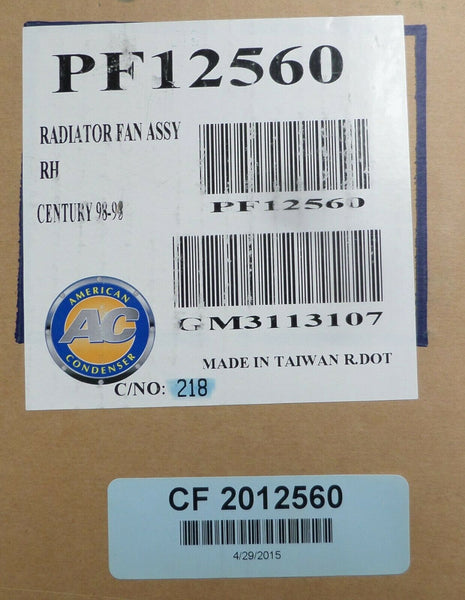 PF12560
RADIATOR FAN ASSY
RH
CENTURY 98-98
PF12560
GM3113107
AMERICAN
AC
CONDENSER
MADE IN TAIWAN R.DOT
C/NO: 218
CF 2012560
4/29/2015